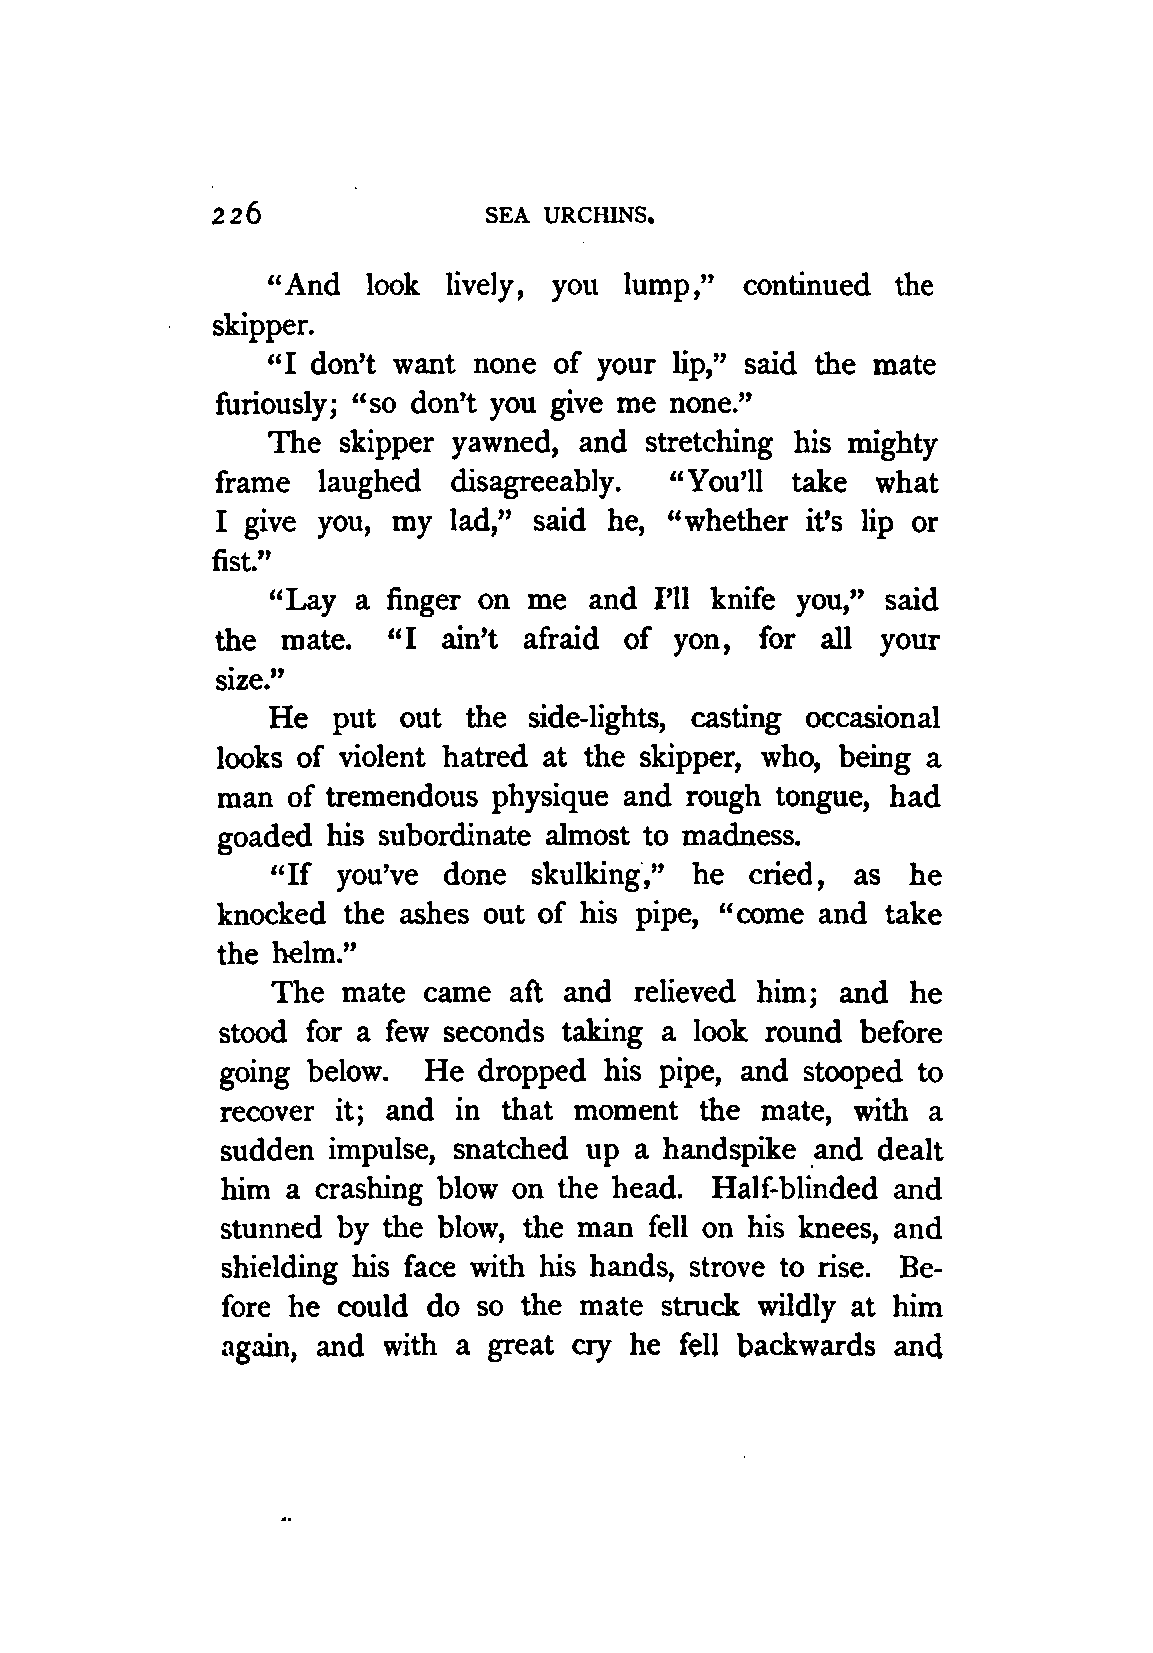 226 SEA URCHINS.
“And look lively, you lump,” continued the
skipper.
“I don’t want none of your lip,” said the mate
furiously; “so don’t you give me none.”
The skipper yawned, and stretching his mighty
frame laughed disagreeably. “You’ll take what
I give you, my lad,” said he, “whether it’s lip or
fist.”
“Lay a finger on me and I’ll knife you,” said
the mate. “I ain’t afraid of yon, for all your
size.”
He put out the side-lights, casting occasional
looks of violent hatred at the skipper, who, being a
man of tremendous physique and rough tongue, had
goaded his subordinate almost to madness.
“If you’ve done skulking,” he cried, as he
knocked the ashes out of his pipe, “come and take
the helm.”
The mate came aft and relieved him; and he
stood for a few seconds taking a look round before
going below. He dropped his pipe, and stooped to
recover it; and in that moment the mate, with a
sudden impulse, snatched up a handspike and dealt
him a crashing blow on the head. Half-blinded and
stunned by the blow, the man fell on his knees, and
shielding his face with his hands, strove to rise. Be-
fore he could do so the mate struck wildly at him
again, and with a great cry he fell backwards and